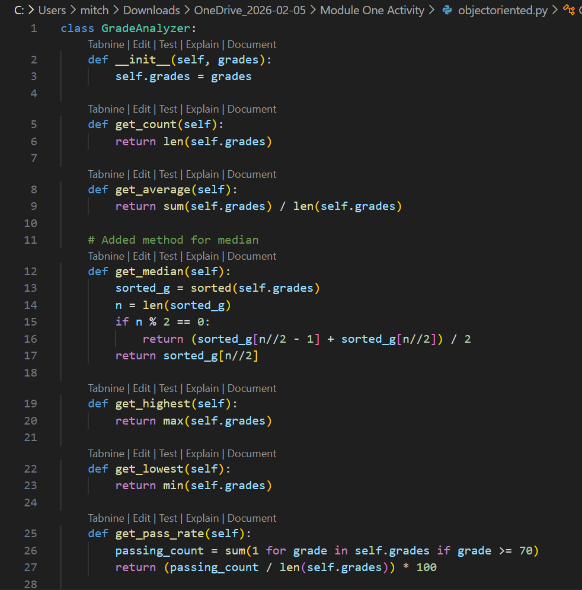 C: > Users > mitch > Downloads > OneDrive_2026-02-05 > Module One Activity > objectoriented.py >
1 class GradeAnalyzer:
Tabnine | Edit | Test | Explain | Document
2 def __init__(self, grades):
3 self.grades = grades
4
Tabnine | Edit | Test | Explain | Document
5 def get_count(self):
6 return len(self.grades)
7
Tabnine | Edit | Test | Explain | Document
8 def get_average(self):
9 return sum(self.grades) / len(self.grades)
10
11 # Added method for median
Tabnine | Edit | Test | Explain | Document
12 def get_median(self):
13 sorted_g = sorted(self.grades)
14 n = len(sorted_g)
15 if n % 2 == 0:
16 return (sorted_g[n//2 - 1] + sorted_g[n//2]) / 2
17 return sorted_g[n//2]
18
Tabnine | Edit | Test | Explain | Document
19 def get_highest(self):
20 return max(self.grades)
21
Tabnine | Edit | Test | Explain | Document
22 def get_lowest(self):
23 return min(self.grades)
24
Tabnine | Edit | Test | Explain | Document
25 def get_pass_rate(self):
26 passing_count = sum(1 for grade in self.grades if grade >= 70)
27 return (passing_count / len(self.grades)) * 100
28